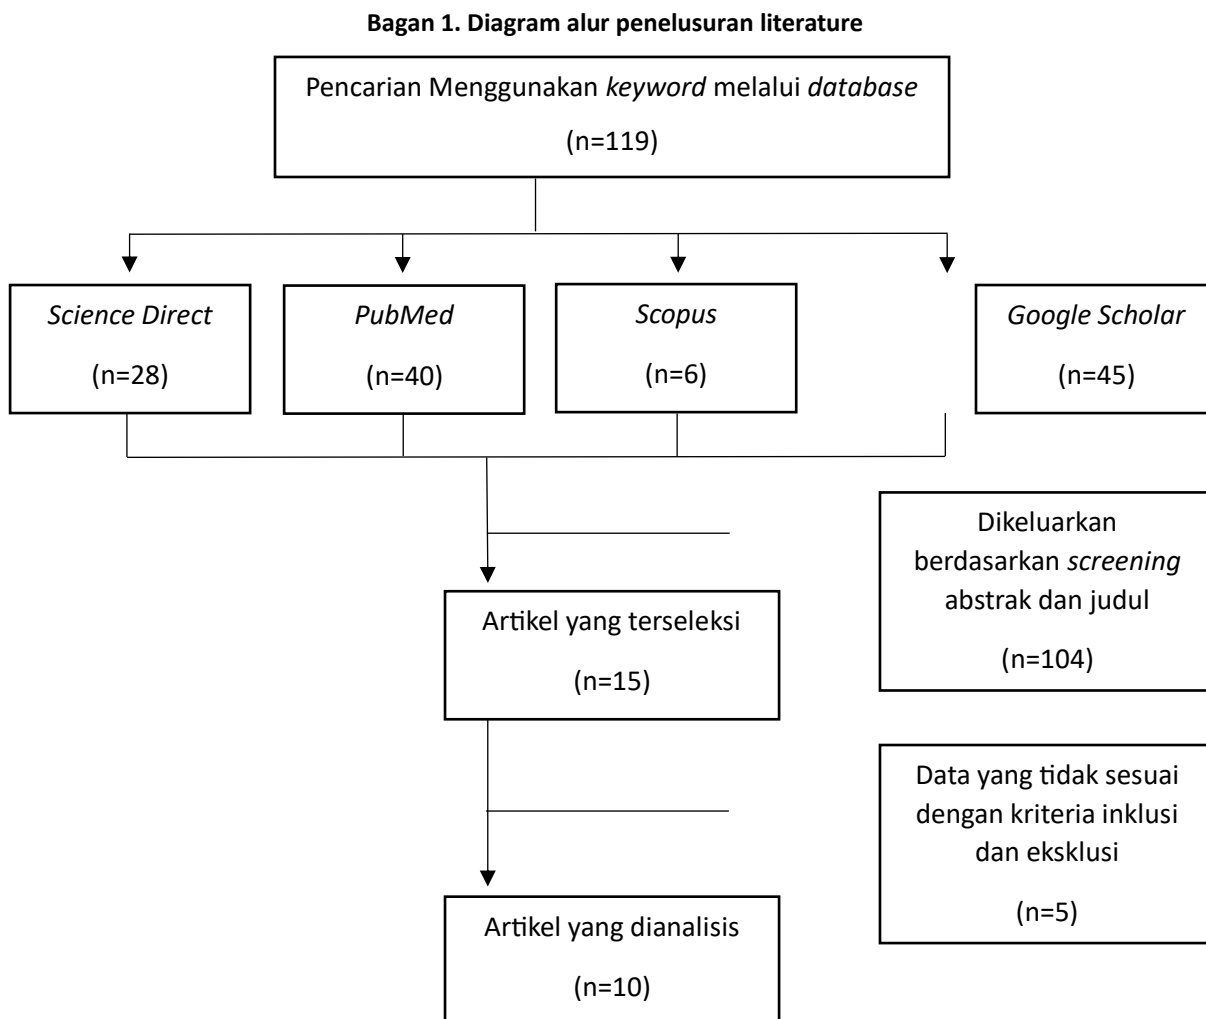 Bagan 1. Diagram alur penelusuran literature
Pencarian Menggunakan keyword melalui database
(n=119)
Science Direct
(n=28)
PubMed
(n=40)
Scopus
(n=6)
Google Scholar
(n=45)
Dikeluarkan
berdasarkan screening
abstrak dan judul
(n=104)
Artikel yang terseleksi
(n=15)
Data yang tidak sesuai
dengan kriteria inklusi
dan eksklusi
(n=5)
Artikel yang dianalisis
(n=10)